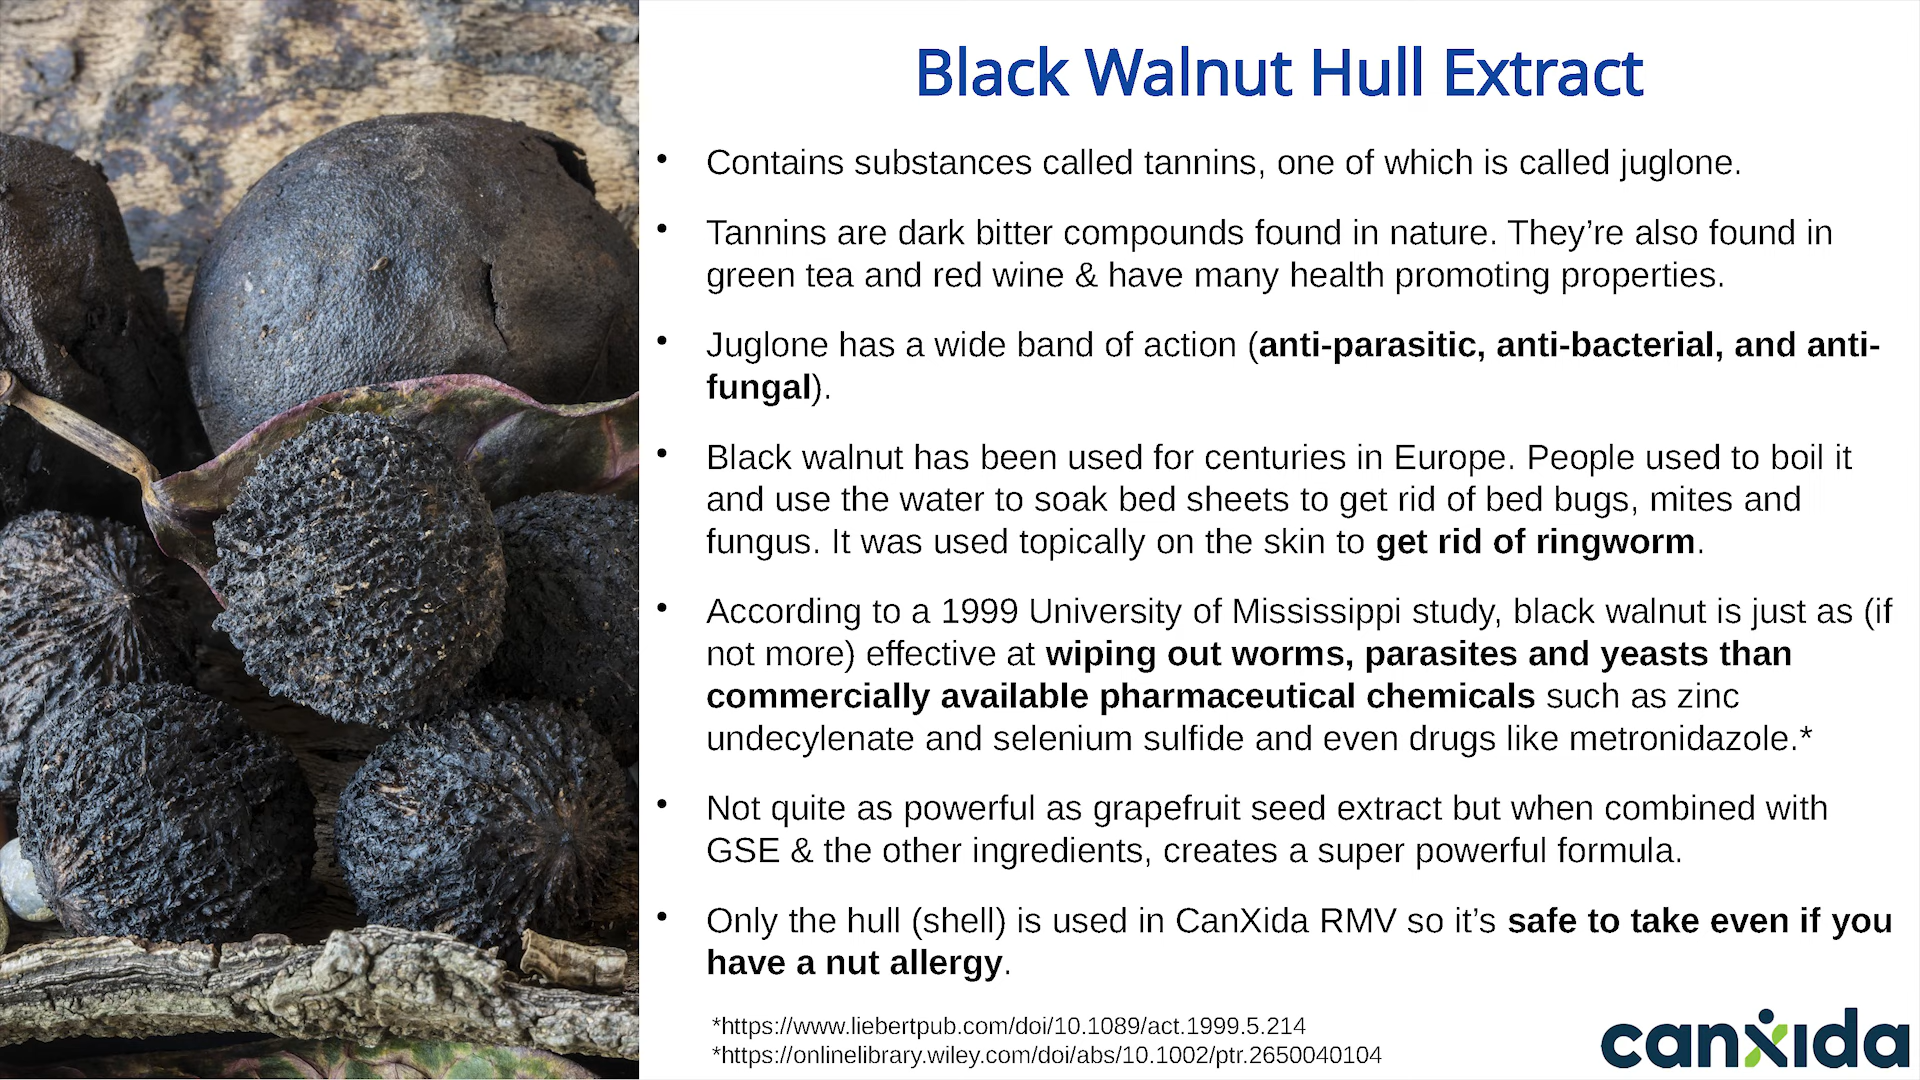 Black Walnut Hull Extract
• Contains substances called tannins, one of which is called juglone.
• Tannins are dark bitter compounds found in nature. They’re also found in
green tea and red wine & have many health promoting properties.
• Juglone has a wide band of action (anti-parasitic, anti-bacterial, and anti-
fungal).
• Black walnut has been used for centuries in Europe. People used to boil it
and use the water to soak bed sheets to get rid of bed bugs, mites and
fungus. It was used topically on the skin to get rid of ringworm.
• According to a 1999 University of Mississippi study, black walnut is just as (if
not more) effective at wiping out worms, parasites and yeasts than
commercially available pharmaceutical chemicals such as zinc
undecylenate and selenium sulfide and even drugs like metronidazole.*
• Not quite as powerful as grapefruit seed extract but when combined with
GSE & the other ingredients, creates a super powerful formula.
• Only the hull (shell) is used in CanXida RMV so it’s safe to take even if you
have a nut allergy.
*https://www.liebertpub.com/doi/10.1089/act.1999.5.214
*https://onlinelibrary.wiley.com/doi/abs/10.1002/ptr.2650040104
canxida